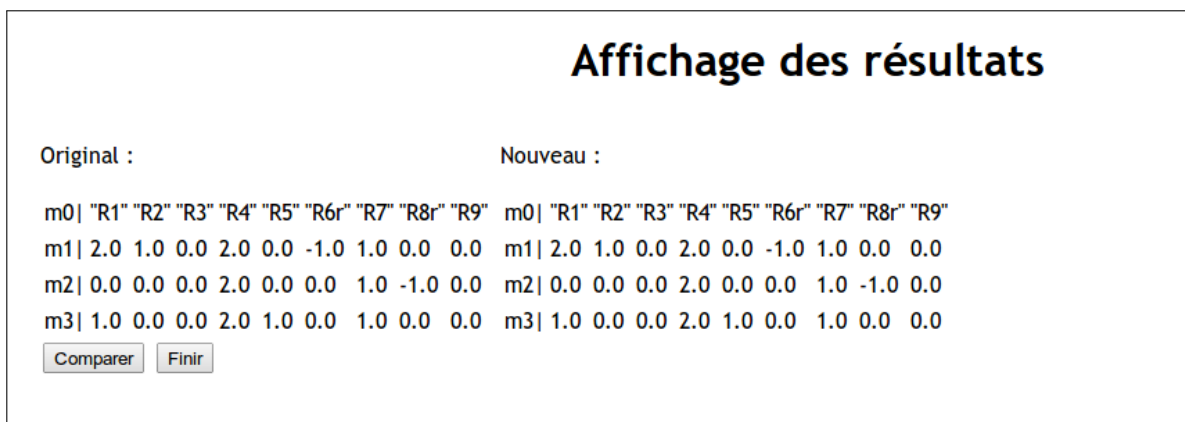 Affichage des résultats
Original :
Nouveau :
m0| "R1" "R2" "R3" "R4" "R5" "R6r" "R7" "R8r" "R9"
m1| 2.0 1.0 0.0 2.0 0.0 -1.0 1.0 0.0 0.0
m2| 0.0 0.0 0.0 2.0 0.0 0.0 1.0 -1.0 0.0
m3| 1.0 0.0 0.0 2.0 1.0 0.0 1.0 0.0 0.0
m0| "R1" "R2" "R3" "R4" "R5" "R6r" "R7" "R8r" "R9"
m1| 2.0 1.0 0.0 2.0 0.0 -1.0 1.0 0.0 0.0
m2| 0.0 0.0 0.0 2.0 0.0 0.0 1.0 -1.0 0.0
m3| 1.0 0.0 0.0 2.0 1.0 0.0 1.0 0.0 0.0
Comparer
Finir